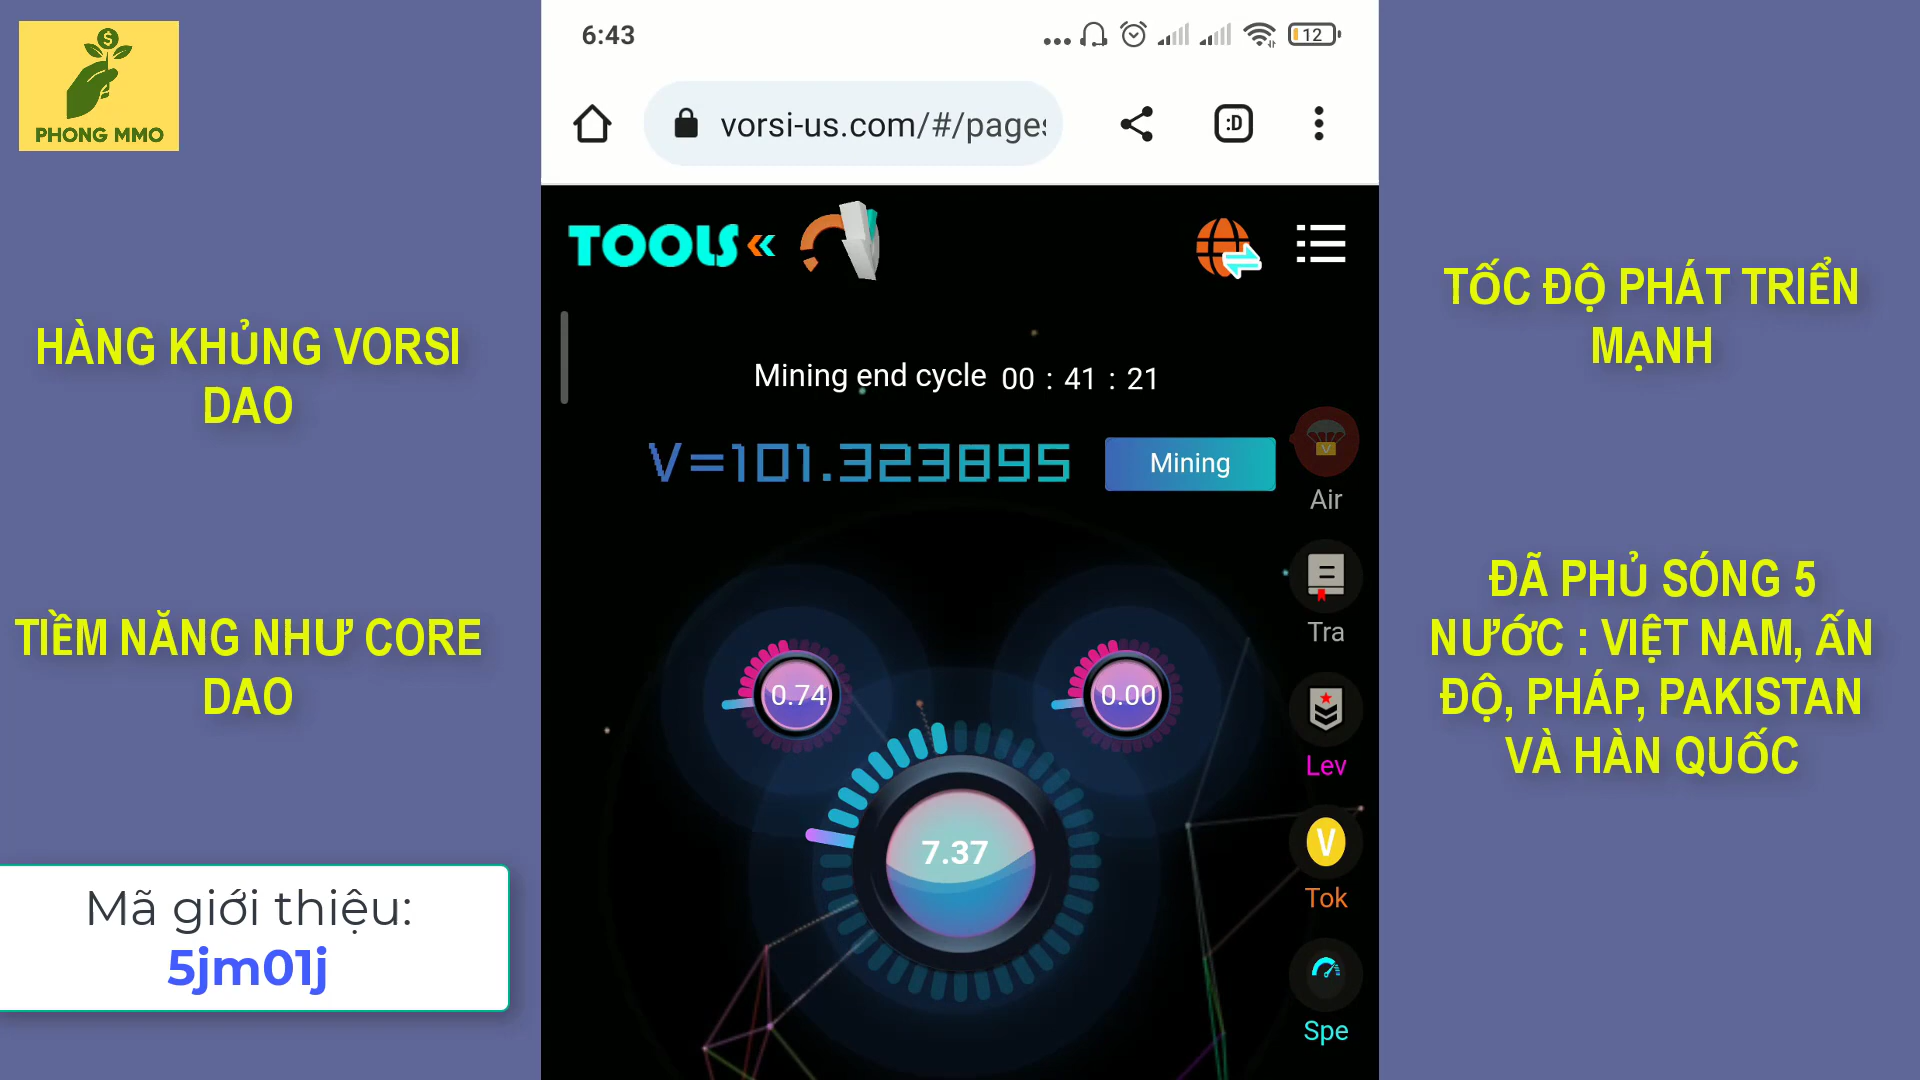 PHONG MMO
HÀNG KHỦNG VORSI
DAO
TIỀM NĂNG NHƯ CORE
DAO
Mã giới thiệu:
5jm01j
6:43
12
vorsi-us.com/#/pages
:D
TOOLS
Mining end cycle 00 : 41 : 21
V=101.323895
Mining
Air
Tra
Lev
V
Tok
Spe
0.74
0.00
7.37
TỐC ĐỘ PHÁT TRIỂN
MẠNH
ĐÃ PHỦ SÓNG 5
NƯỚC : VIỆT NAM, ẤN
ĐỘ, PHÁP, PAKISTAN
VÀ HÀN QUỐC